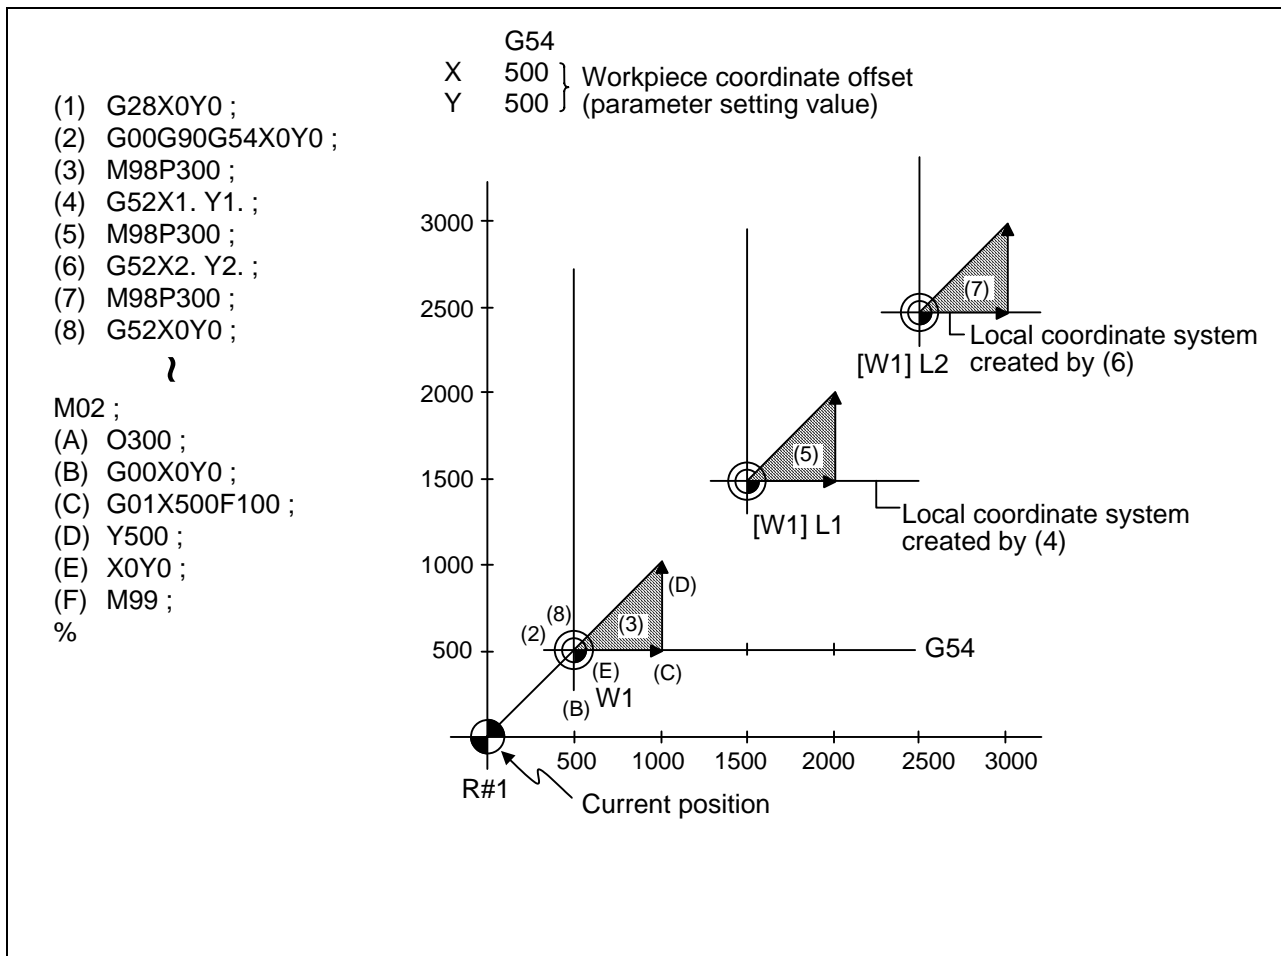 G54
X 500
Y 500
Workpiece coordinate offset
(parameter setting value)
(1) G28X0Y0 ;
(2) G00G90G54X0Y0 ;
(3) M98P300 ;
(4) G52X1. Y1. ;
(5) M98P300 ;
(6) G52X2. Y2. ;
(7) M98P300 ;
(8) G52X0Y0 ;
~
M02 ;
(A) O300 ;
(B) G00X0Y0 ;
(C) G01X500F100 ;
(D) Y500 ;
(E) X0Y0 ;
(F) M99 ;
%
3000
2500
2000
1500
1000
500
(7)
Local coordinate system
created by (6)
[W1] L2
(5)
[W1] L1
Local coordinate system
created by (4)
(D)
(8)
(3)
(2)
G54
(E)
(C)
W1
(B)
500 1000 1500 2000 2500 3000
R#1
Current position